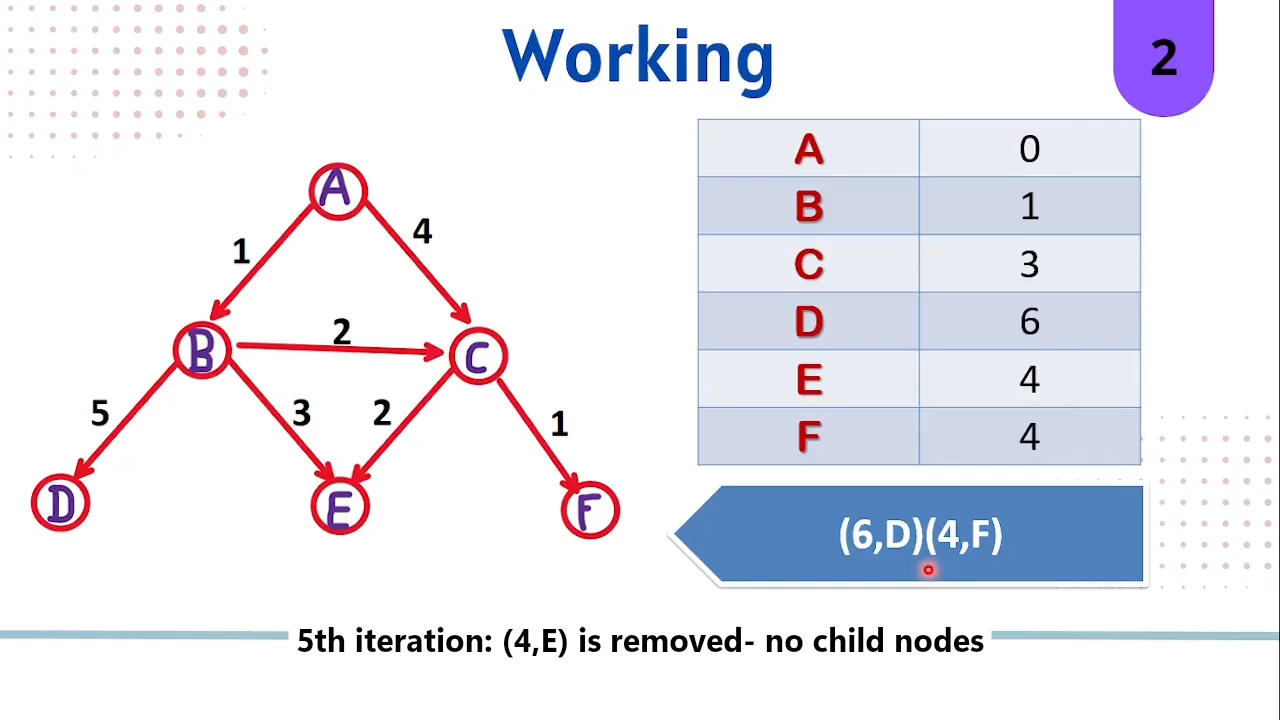 Working
2
A
1
4
B
2
C
5
3
2
1
D
E
F
A 0
B 1
C 3
D 6
E 4
F 4
(6,D)(4,F)
5th iteration: (4,E) is removed- no child nodes